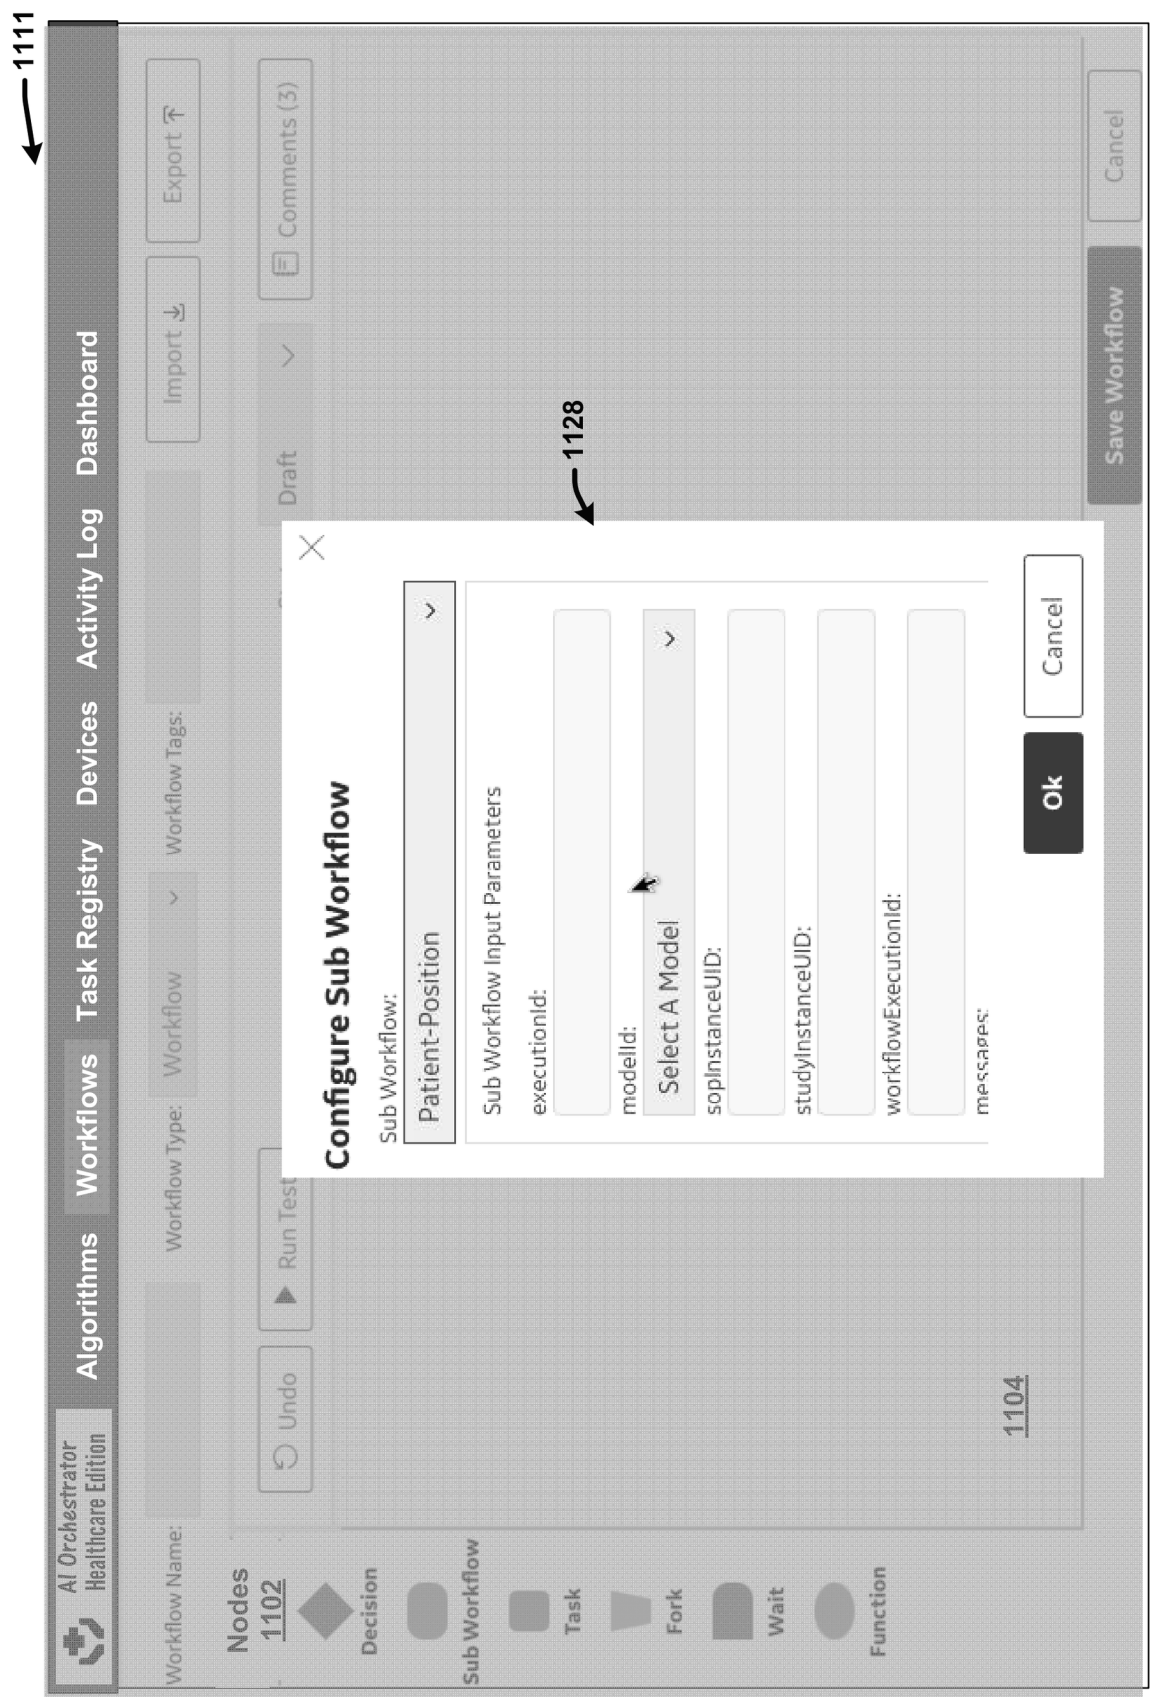 1111
AI Orchestrator
Healthcare Edition
Algorithms
Workflows
Task Registry
Devices
Activity Log
Dashboard
Workflow Name:
Workflow Type:
Workflow
Workflow Tags:
Import
Export
Nodes
1102
Undo
Run Test
Draft
Comments (3)
Decision
Sub Workflow
Task
Fork
Wait
Function
1104
1128
Configure Sub Workflow
Sub Workflow:
Patient-Position
Sub Workflow Input Parameters
executionId:
modelId:
Select A Model
sopInstanceUID:
studyInstanceUID:
workflowExecutionId:
messages:
Ok
Cancel
Save Workflow
Cancel